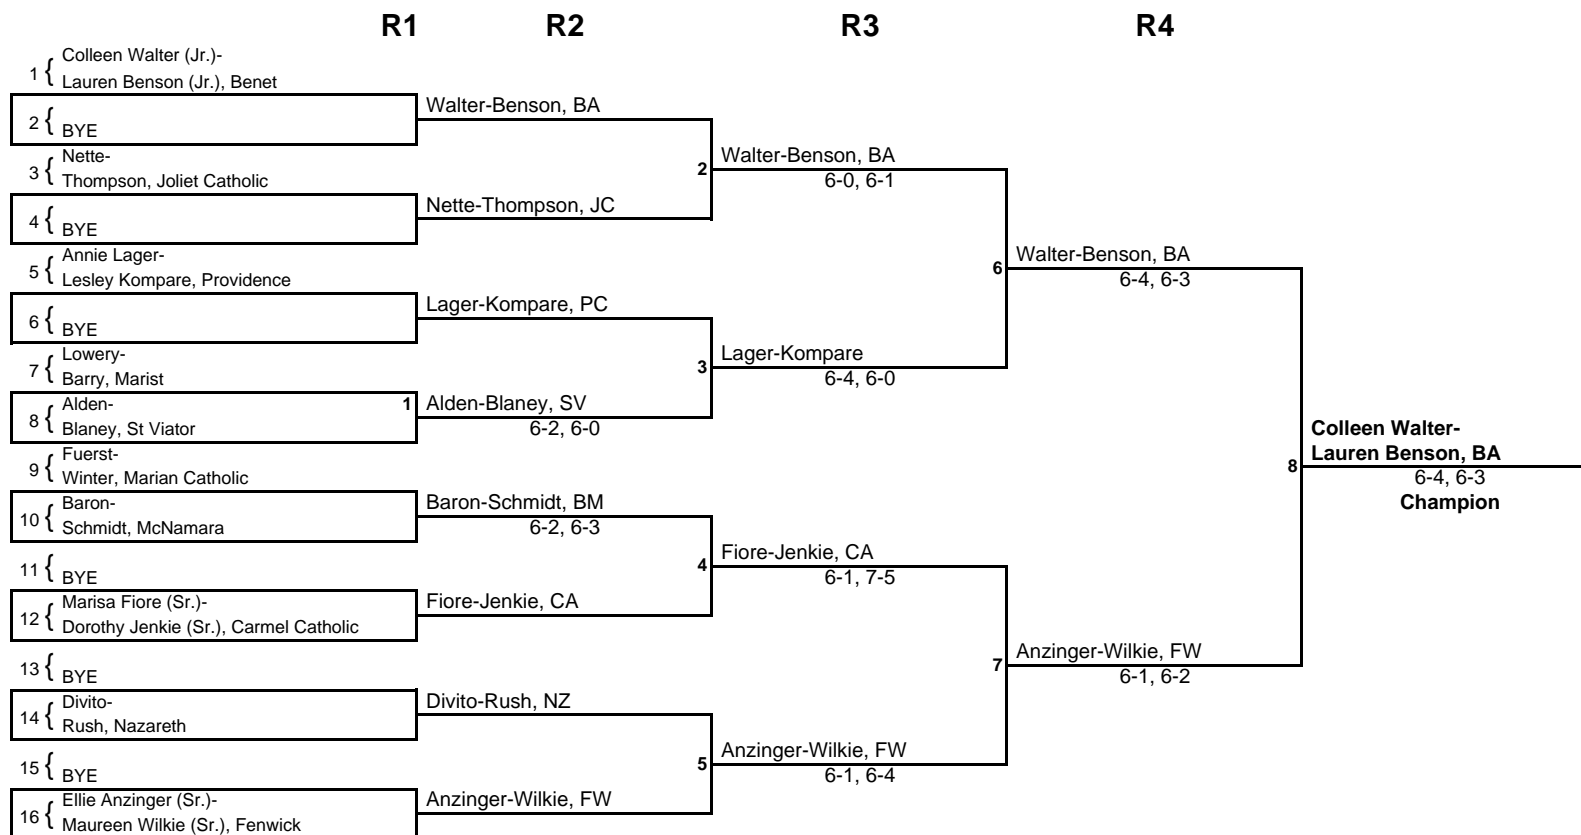 R1 R2 R3 R4
Colleen Walter (Jr.)-
1 { Lauren Benson (Jr.), Benet
Walter-Benson, BA
2 { BYE
Nette-
3 { Thompson, Joliet Catholic
2 Walter-Benson, BA
6-0, 6-1
Nette-Thompson, JC
4 { BYE
Annie Lager-
5 { Lesley Kompare, Providence
6 Walter-Benson, BA
6-4, 6-3
Lager-Kompare, PC
6 { BYE
Lowery-
7 { Barry, Marist
3 Lager-Kompare
6-4, 6-0
Alden-
8 { Blaney, St Viator
1 Alden-Blaney, SV
6-2, 6-0
Fuerst-
9 { Winter, Marian Catholic
8 Colleen Walter-
Lauren Benson, BA
6-4, 6-3
Champion
Baron-
10 { Schmidt, McNamara
Baron-Schmidt, BM
6-2, 6-3
11 { BYE
4 Fiore-Jenkie, CA
6-1, 7-5
Marisa Fiore (Sr.)-
12 { Dorothy Jenkie (Sr.), Carmel Catholic
Fiore-Jenkie, CA
13 { BYE
7 Anzinger-Wilkie, FW
6-1, 6-2
Divito-
14 { Rush, Nazareth
Divito-Rush, NZ
15 { BYE
5 Anzinger-Wilkie, FW
6-1, 6-4
Ellie Anzinger (Sr.)-
16 { Maureen Wilkie (Sr.), Fenwick
Anzinger-Wilkie, FW